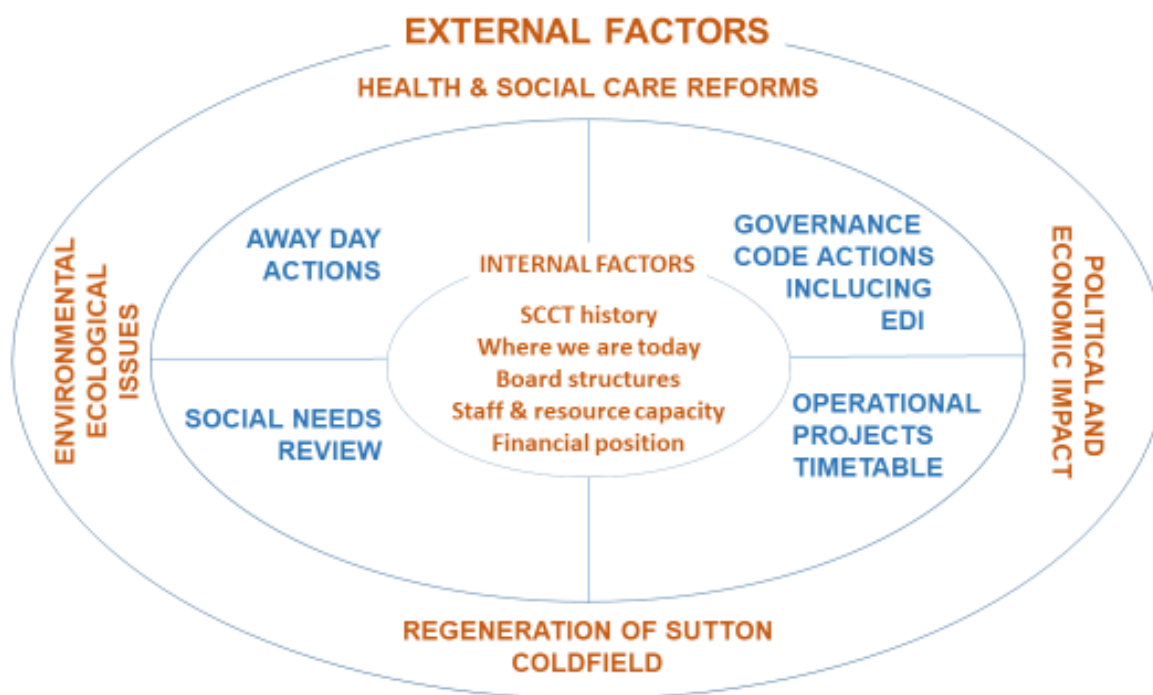 EXTERNAL FACTORS
HEALTH & SOCIAL CARE REFORMS
AWAY DAY
ACTIONS
GOVERNANCE
CODE ACTIONS
INCLUCING
EDI
ENVIRONMENTAL
ECOLOGICAL
ISSUES
INTERNAL FACTORS
SCCT history
Where we are today
Board structures
Staff & resource capacity
Financial position
POLITICAL AND
ECONOMIC IMPACT
SOCIAL NEEDS
REVIEW
OPERATIONAL
PROJECTS
TIMETABLE
REGENERATION OF SUTTON
COLDFIELD